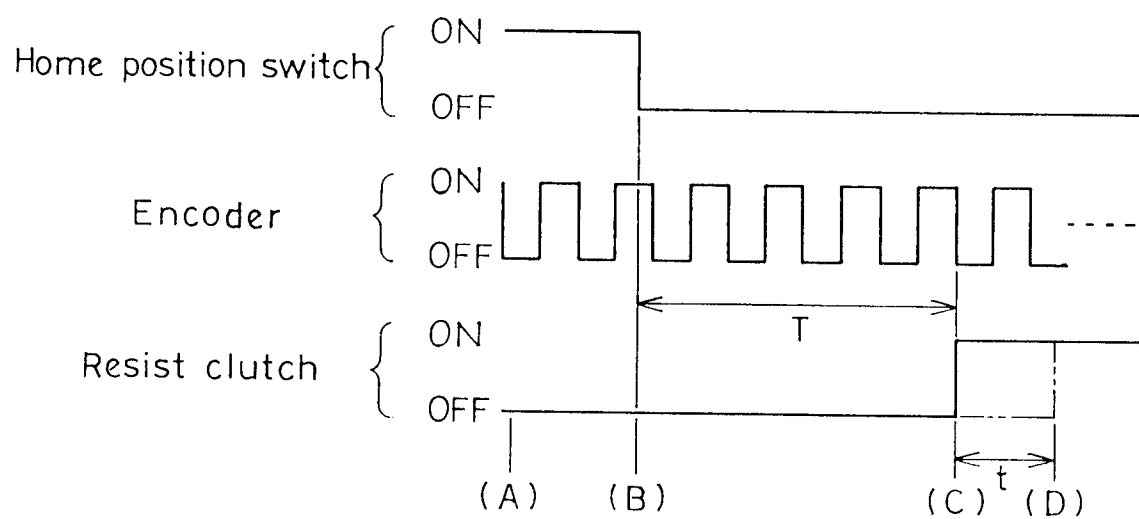 Home position switch
ON
OFF
Encoder
ON
OFF
T
Resist clutch
ON
OFF
t
(A) (B) (C) (D)